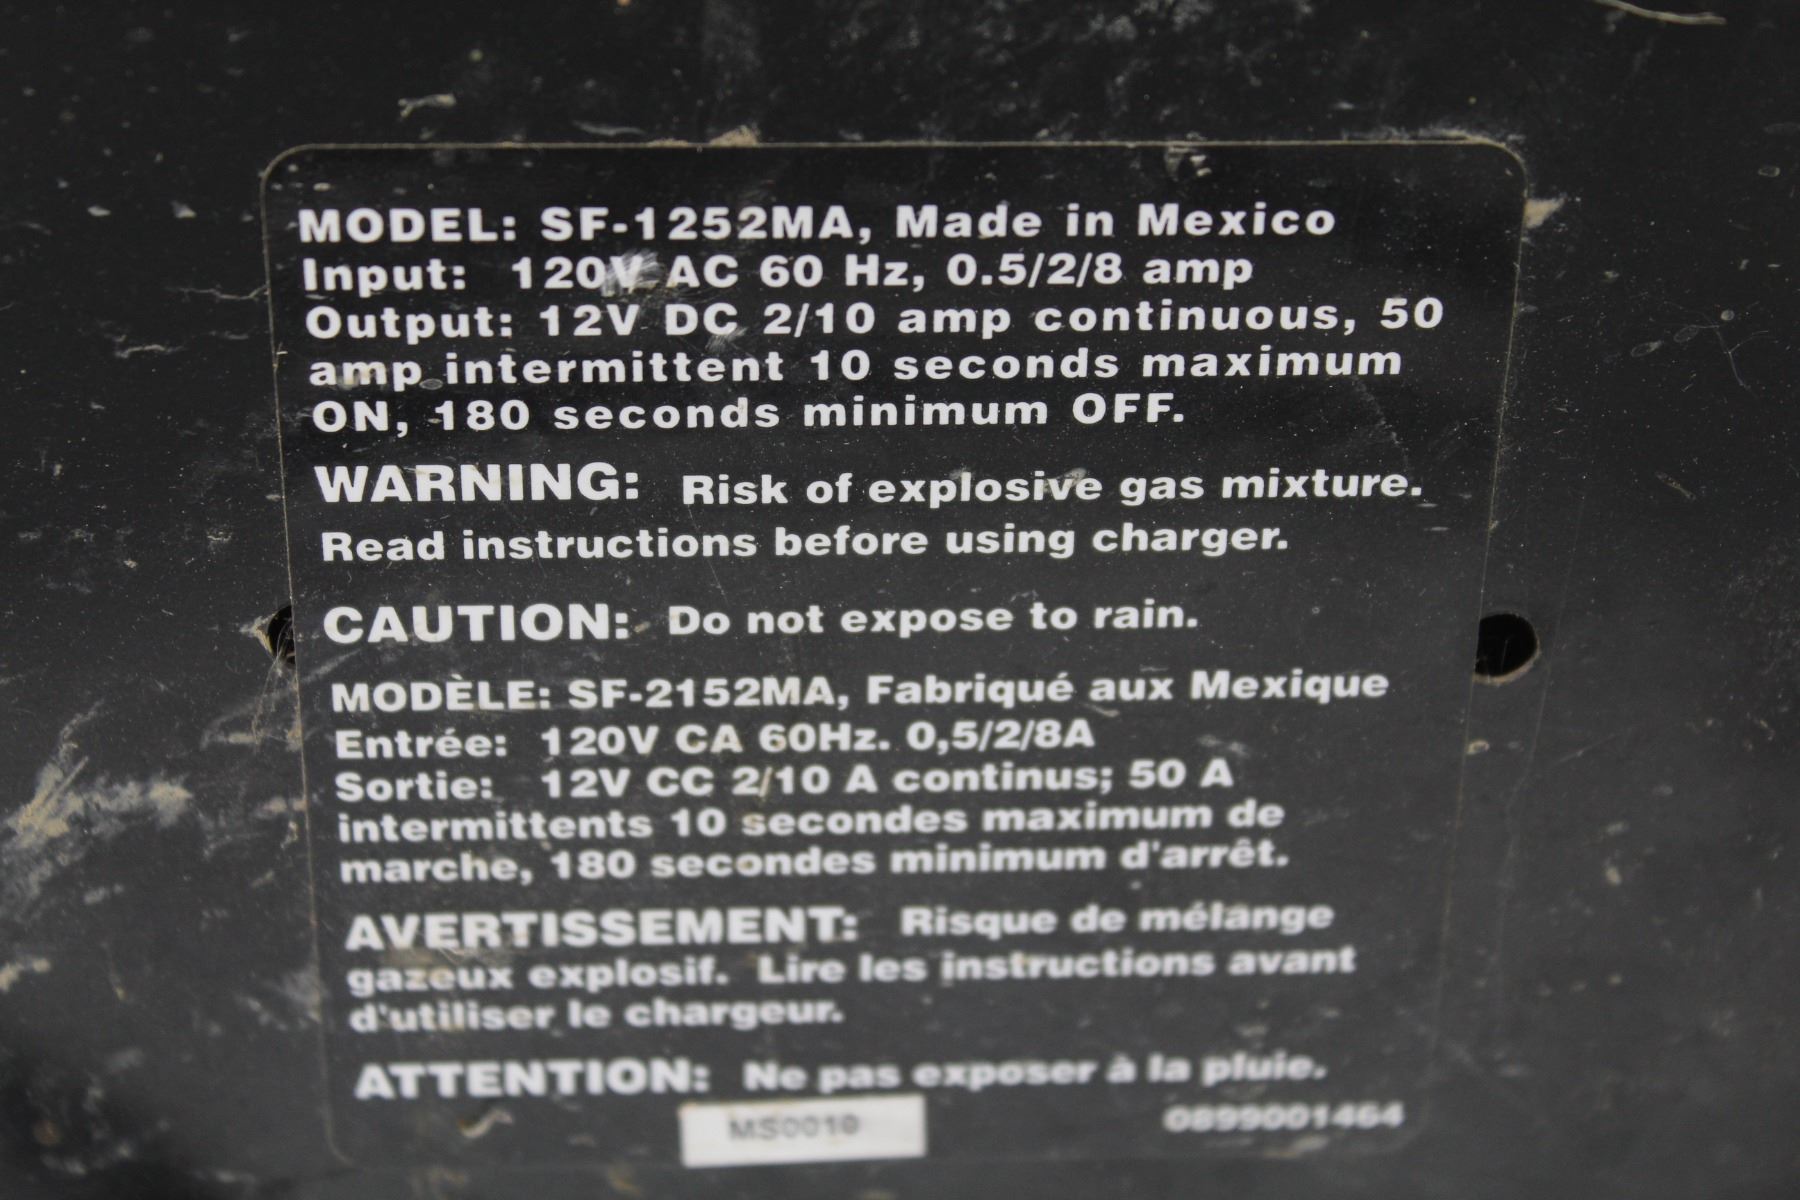 MODEL: SF-1252MA, Made in Mexico
Input: 120V AC 60 Hz, 0.5/2/8 amp
Output: 12V DC 2/10 amp continuous, 50
amp intermittent 10 seconds maximum
ON, 180 seconds minimum OFF.
WARNING: Risk of explosive gas mixture.
Read instructions before using charger.
CAUTION: Do not expose to rain.
MODÈLE: SF-2152MA, Fabriqué aux Mexique
Entrée: 120V CA 60Hz. 0,5/2/8A
Sortie: 12V CC 2/10 A continus; 50 A
intermittents 10 secondes maximum de
marche, 180 secondes minimum d'arrêt.
AVERTISSEMENT: Risque de mélange
gazeux explosif. Lire les instructions avant
d'utiliser le chargeur.
ATTENTION: Ne pas exposer à la pluie.
MS0010
0899001464